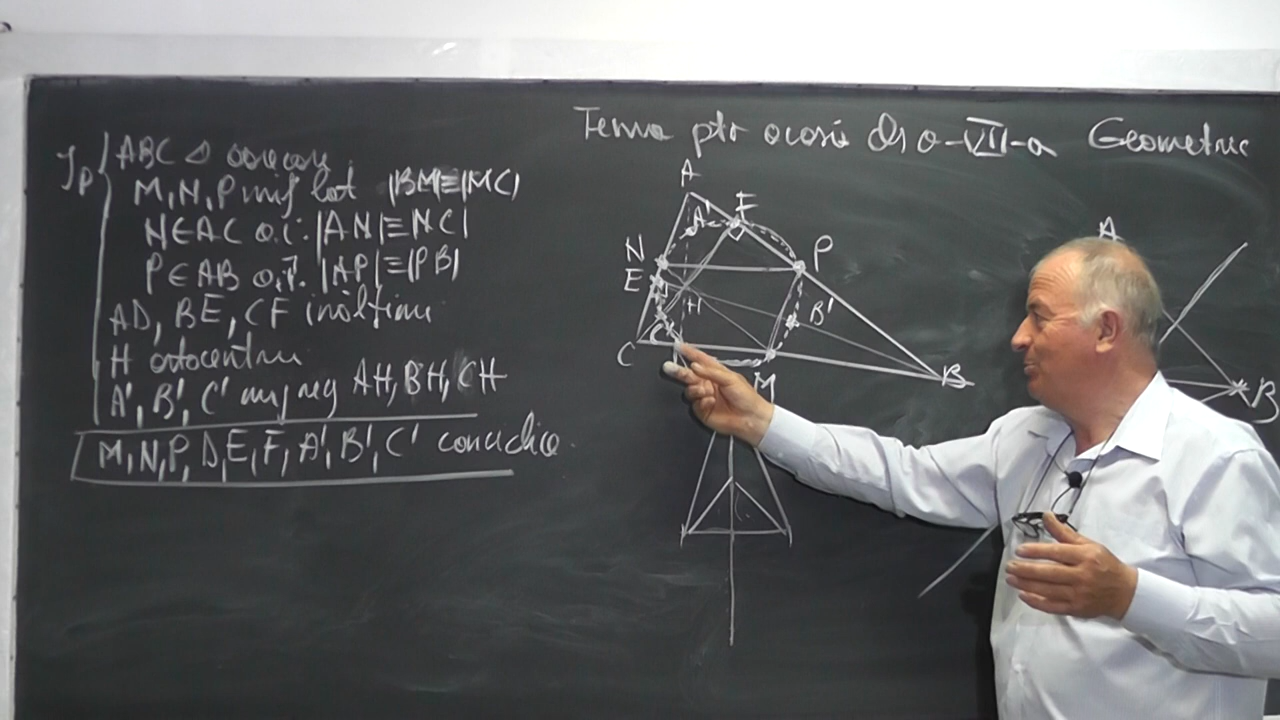 Tema ptr acasă cls a-VII-a Geometrie
Ip ABC Δ oarecare
M, N, P mij lat |BM|≡|MC|
N∈AC a.î. |AN|≡NC|
P∈AB a.î. |AP|≡|PB|
AD, BE, CF înălțimi
H ortocentru
A', B', C' mij seg AH, BH, CH
M, N, P, D, E, F, A', B', C' conciclice.
A
A'
F
N
P
E
H
B'
C'
C
M
B
A
B